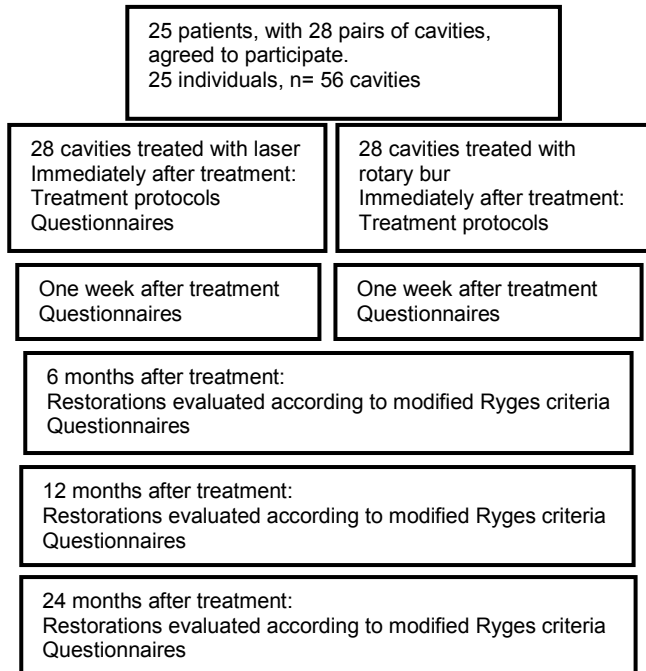 25 patients, with 28 pairs of cavities,
agreed to participate.
25 individuals, n= 56 cavities
28 cavities treated with laser
Immediately after treatment:
Treatment protocols
Questionnaires
28 cavities treated with
rotary bur
Immediately after treatment:
Treatment protocols
One week after treatment
Questionnaires
One week after treatment
Questionnaires
6 months after treatment:
Restorations evaluated according to modified Ryges criteria
Questionnaires
12 months after treatment:
Restorations evaluated according to modified Ryges criteria
Questionnaires
24 months after treatment:
Restorations evaluated according to modified Ryges criteria
Questionnaires